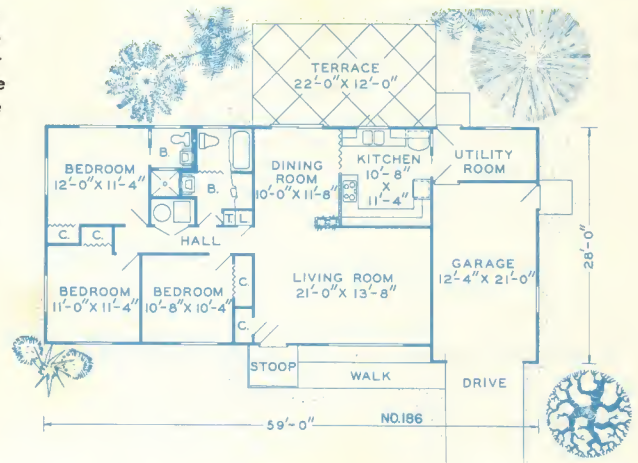 TERRACE
22'-0" X 12'-0"
BEDROOM
12'-0" X 11'-4"
B.
B.
DINING
ROOM
10'-0" X 11'-8"
KITCHEN
10'-8"
X
11'-4"
UTILITY
ROOM
C.
C.
T.
L.
HALL
BEDROOM
11'-0" X 11'-4"
BEDROOM
10'-8" X 10'-4"
C.
C.
LIVING ROOM
21'-0" X 13'-8"
GARAGE
12'-4" X 21'-0"
28'-0"
STOOP
WALK
DRIVE
59'-0"
NO.186